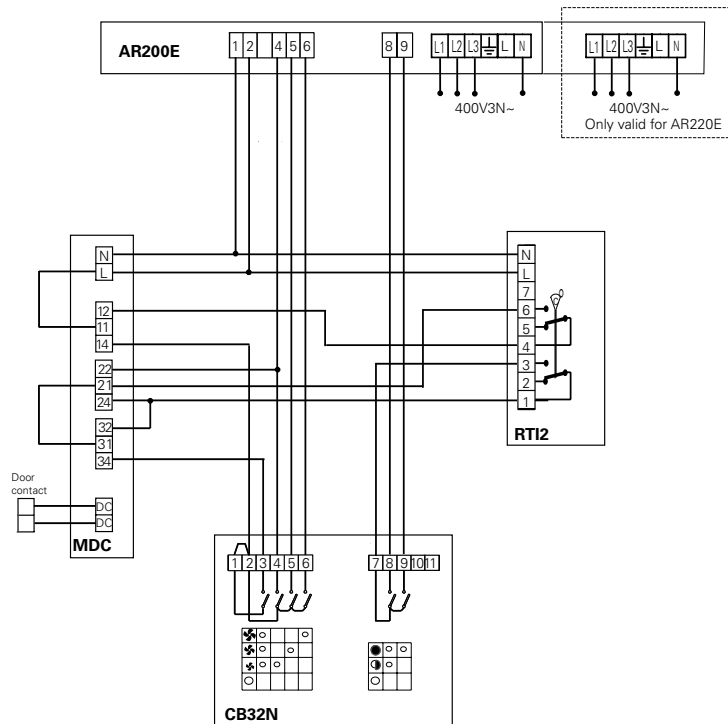 AR200E
1 2 4 5 6
8 9
L1 L2 L3 L N
L1 L2 L3 L N
400V3N~
400V3N~
Only valid for AR220E
N
L
12
11
14
22
21
24
32
31
34
DC
DC
MDC
Door
contact
N
L
7
6
5
4
3
2
1
0
RTI2
1 2 3 4 5 6
7 8 9 10 11
CB32N